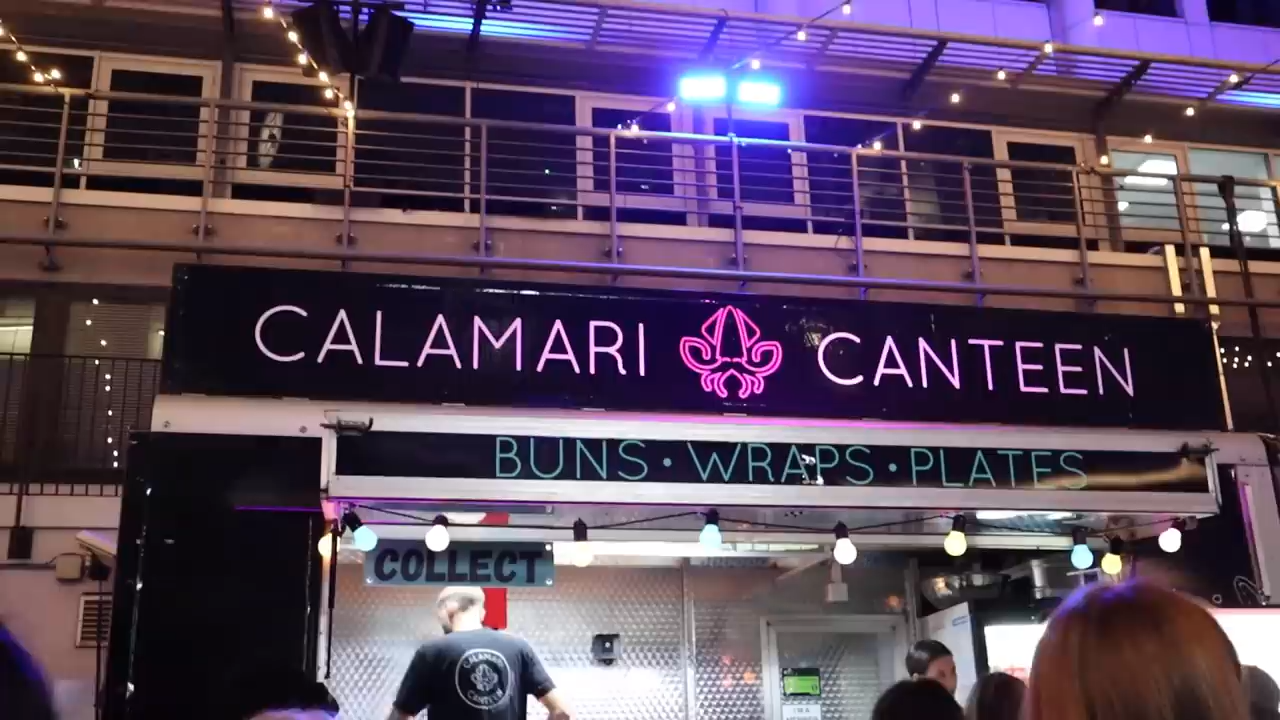 CALAMARI CANTEEN
BUNS • WRAPS • PLATES
COLLECT
CALAMARI
CANTEEN